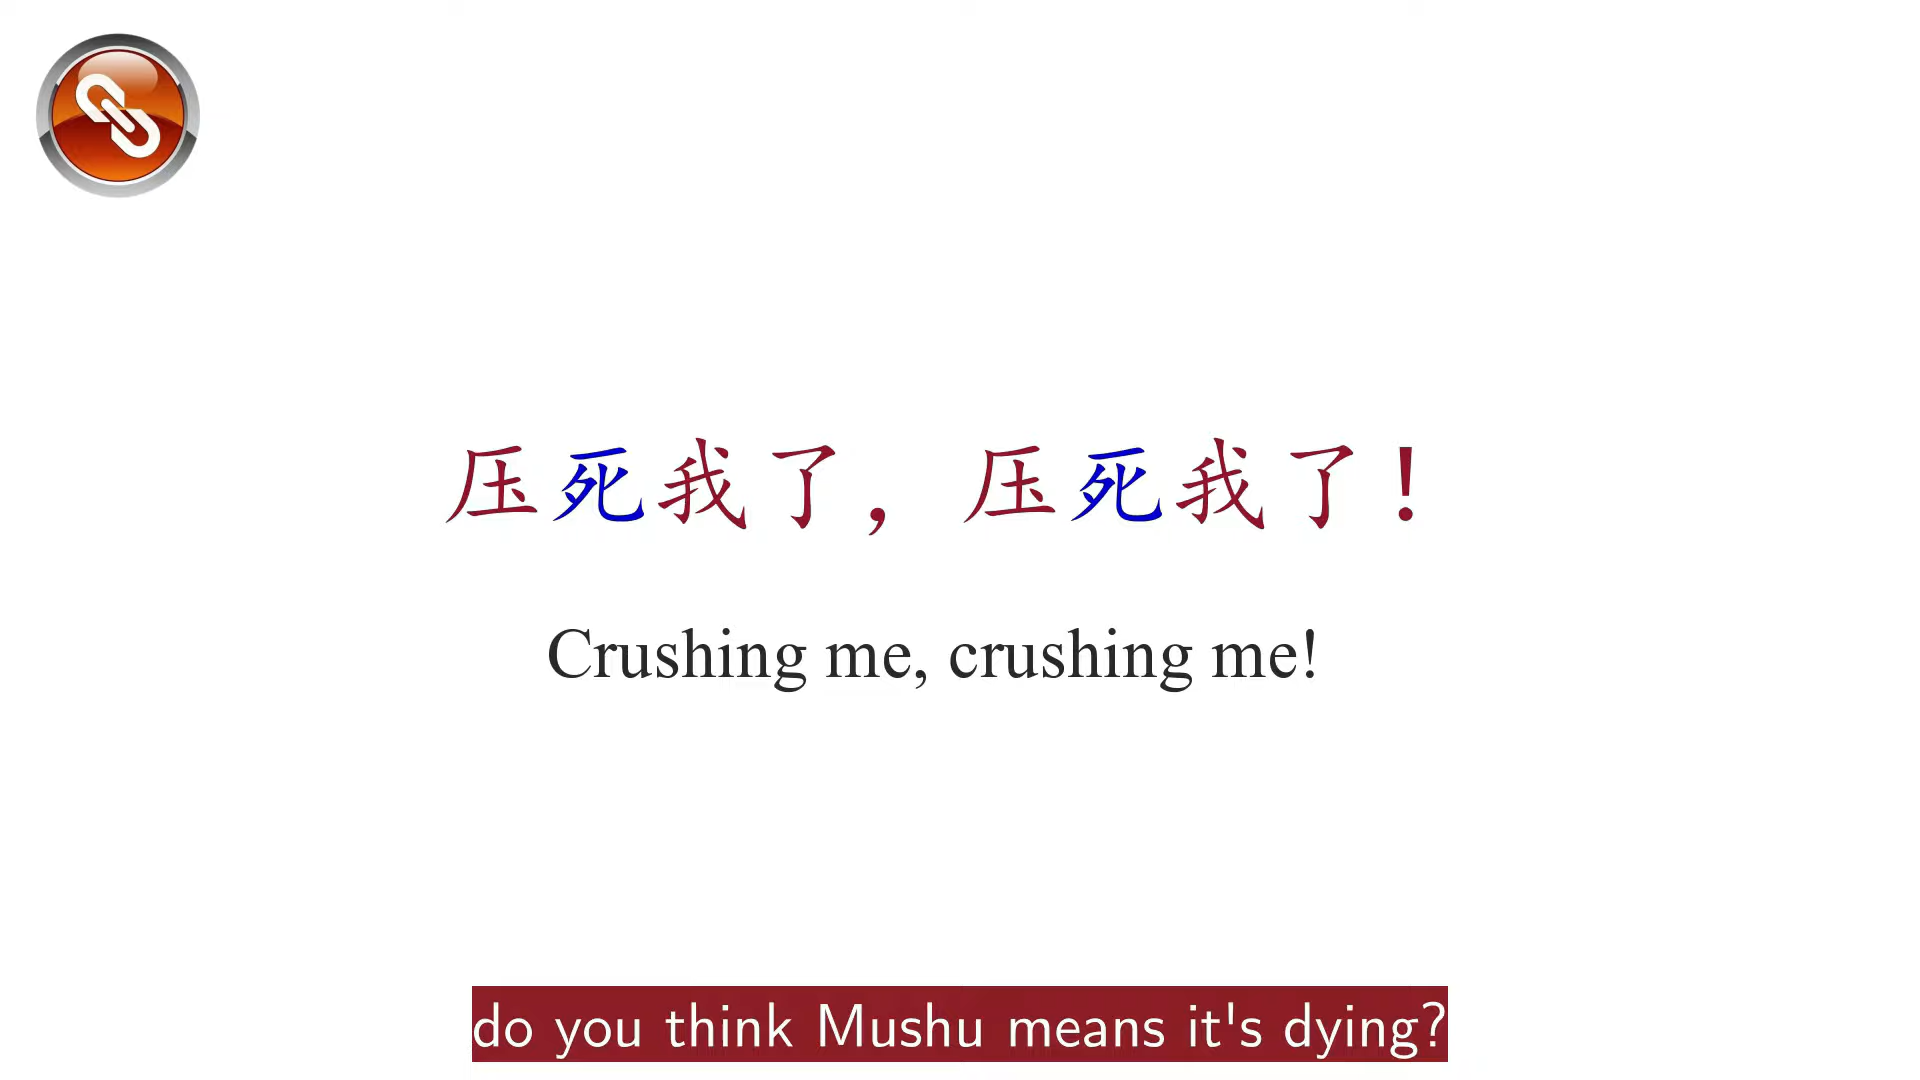 压死我了，压死我了！
Crushing me, crushing me!
do you think Mushu means it's dying?